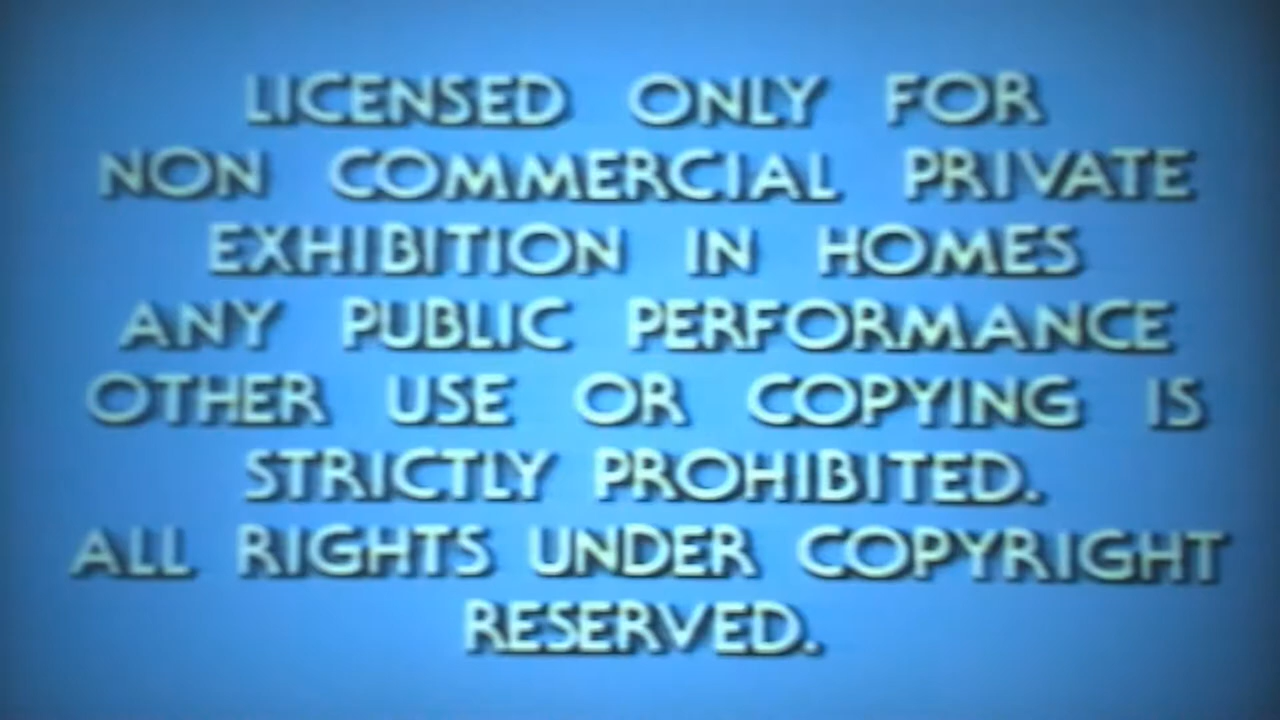 LICENSED ONLY FOR
NON COMMERCIAL PRIVATE
EXHIBITION IN HOMES
ANY PUBLIC PERFORMANCE
OTHER USE OR COPYING IS
STRICTLY PROHIBITED.
ALL RIGHTS UNDER COPYRIGHT
RESERVED.